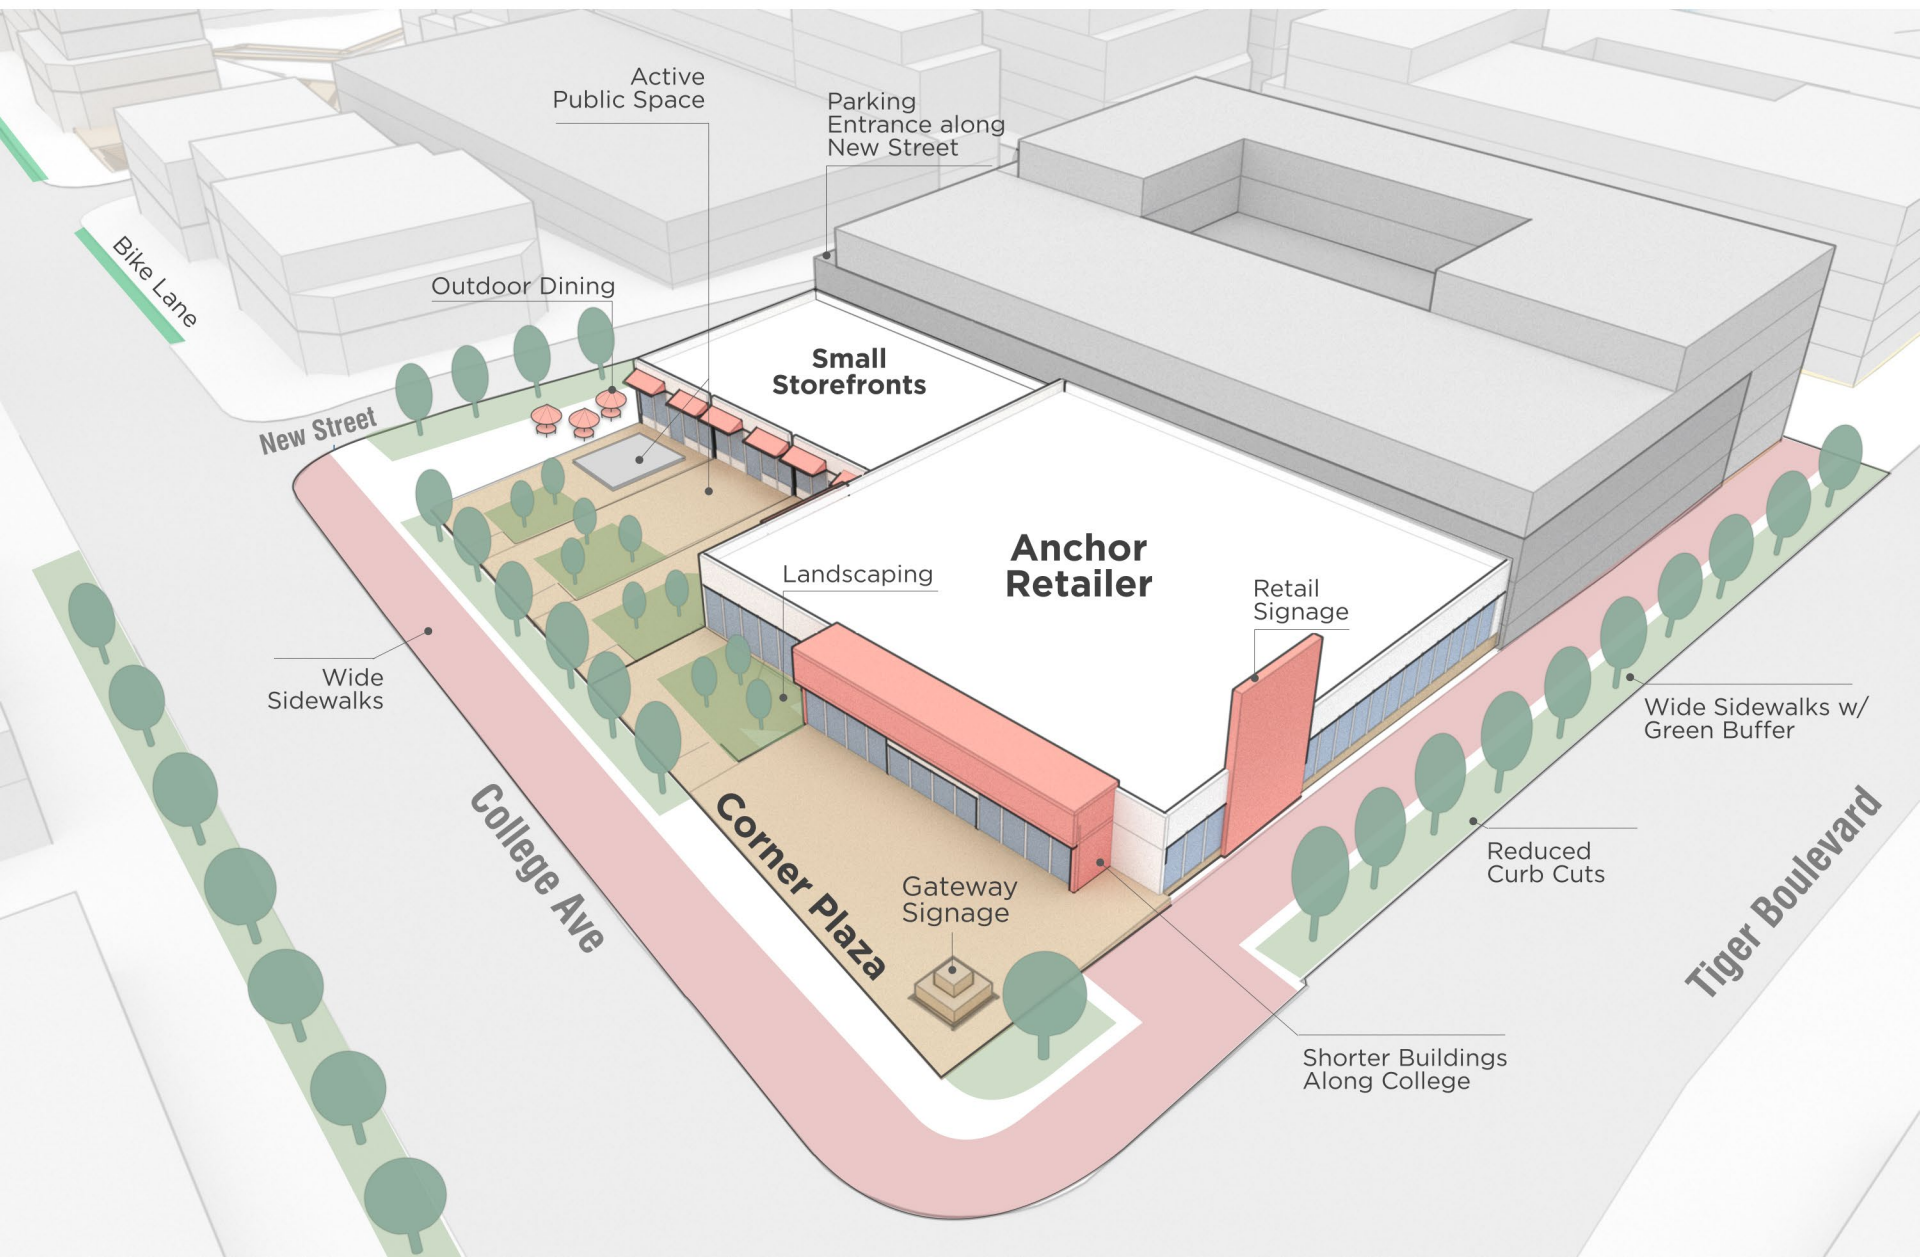 Active
Public Space
Parking
Entrance along
New Street
Bike Lane
Outdoor Dining
Small
Storefronts
New Street
Anchor
Retailer
Landscaping
Retail
Signage
Wide
Sidewalks
Wide Sidewalks w/
Green Buffer
College Ave
Corner Plaza
Gateway
Signage
Reduced
Curb Cuts
Tiger Boulevard
Shorter Buildings
Along College